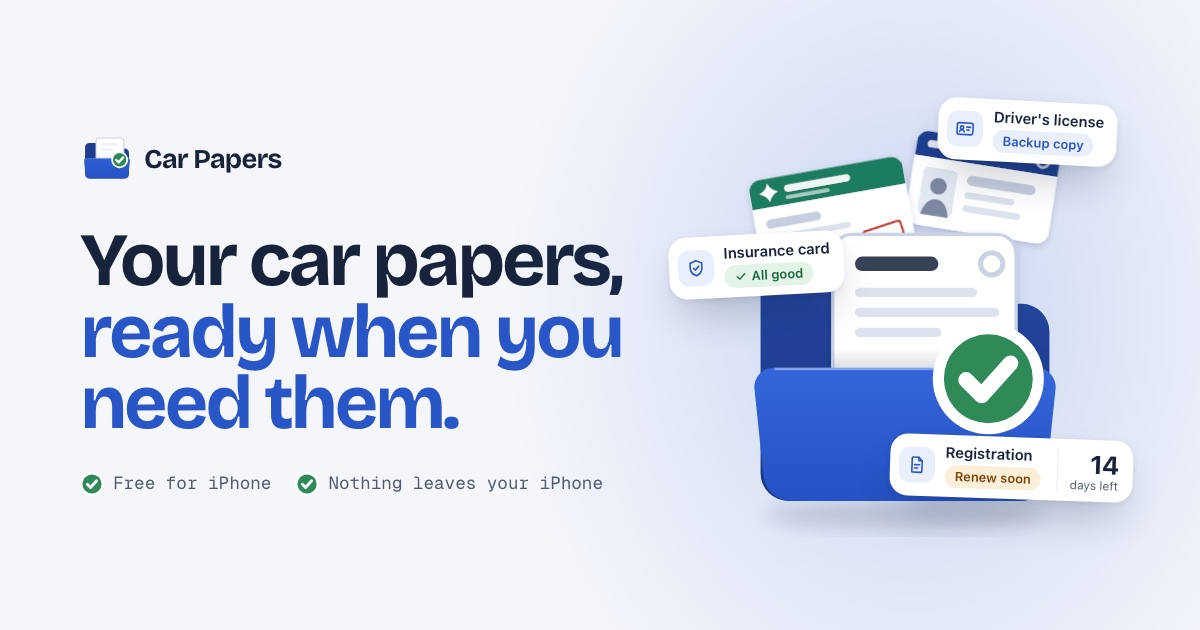 Car Papers
Your car papers,
ready when you
need them.
Free for iPhone
Nothing leaves your iPhone
Driver's license
Backup copy
Insurance card
All good
Registration
Renew soon
14
days left